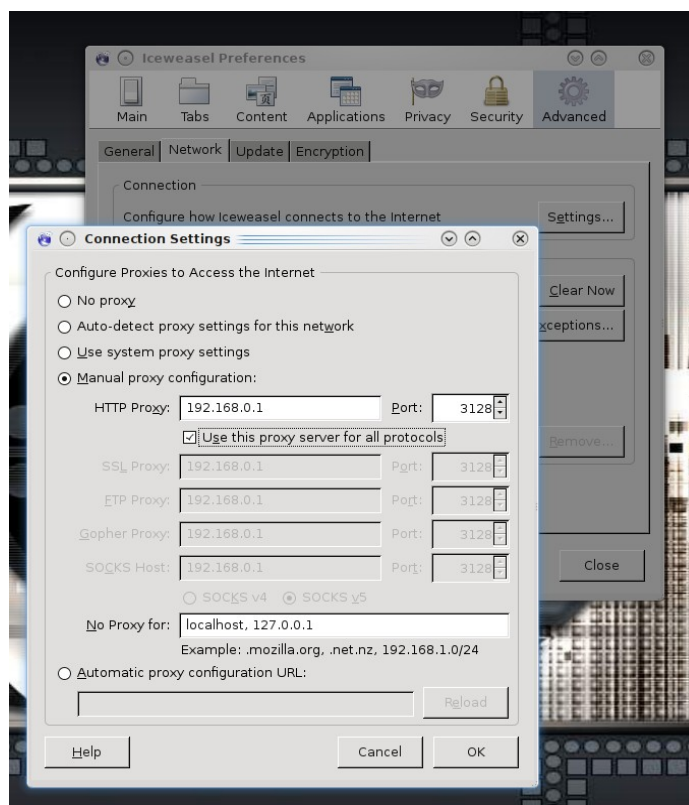 Iceweasel Preferences
Main Tabs Content Applications Privacy Security Advanced
General Network Update Encryption
Connection
Configure how Iceweasel connects to the Internet Settings...
Connection Settings
Configure Proxies to Access the Internet
Clear Now
No proxy
Auto-detect proxy settings for this network xceptions...
Use system proxy settings
Manual proxy configuration:
HTTP Proxy: 192.168.0.1 Port: 3128
Use this proxy server for all protocols Remove...
SSL Proxy: 192.168.0.1 Port: 3128
FTP Proxy: 192.168.0.1 Port: 3128
Gopher Proxy: 192.168.0.1 Port: 3128
SOCKS Host: 192.168.0.1 Port: 3128 Close
SOCKS v4 SOCKS v5
No Proxy for: localhost, 127.0.0.1
Example: .mozilla.org, .net.nz, 192.168.1.0/24
Automatic proxy configuration URL:
Reload
Help Cancel OK